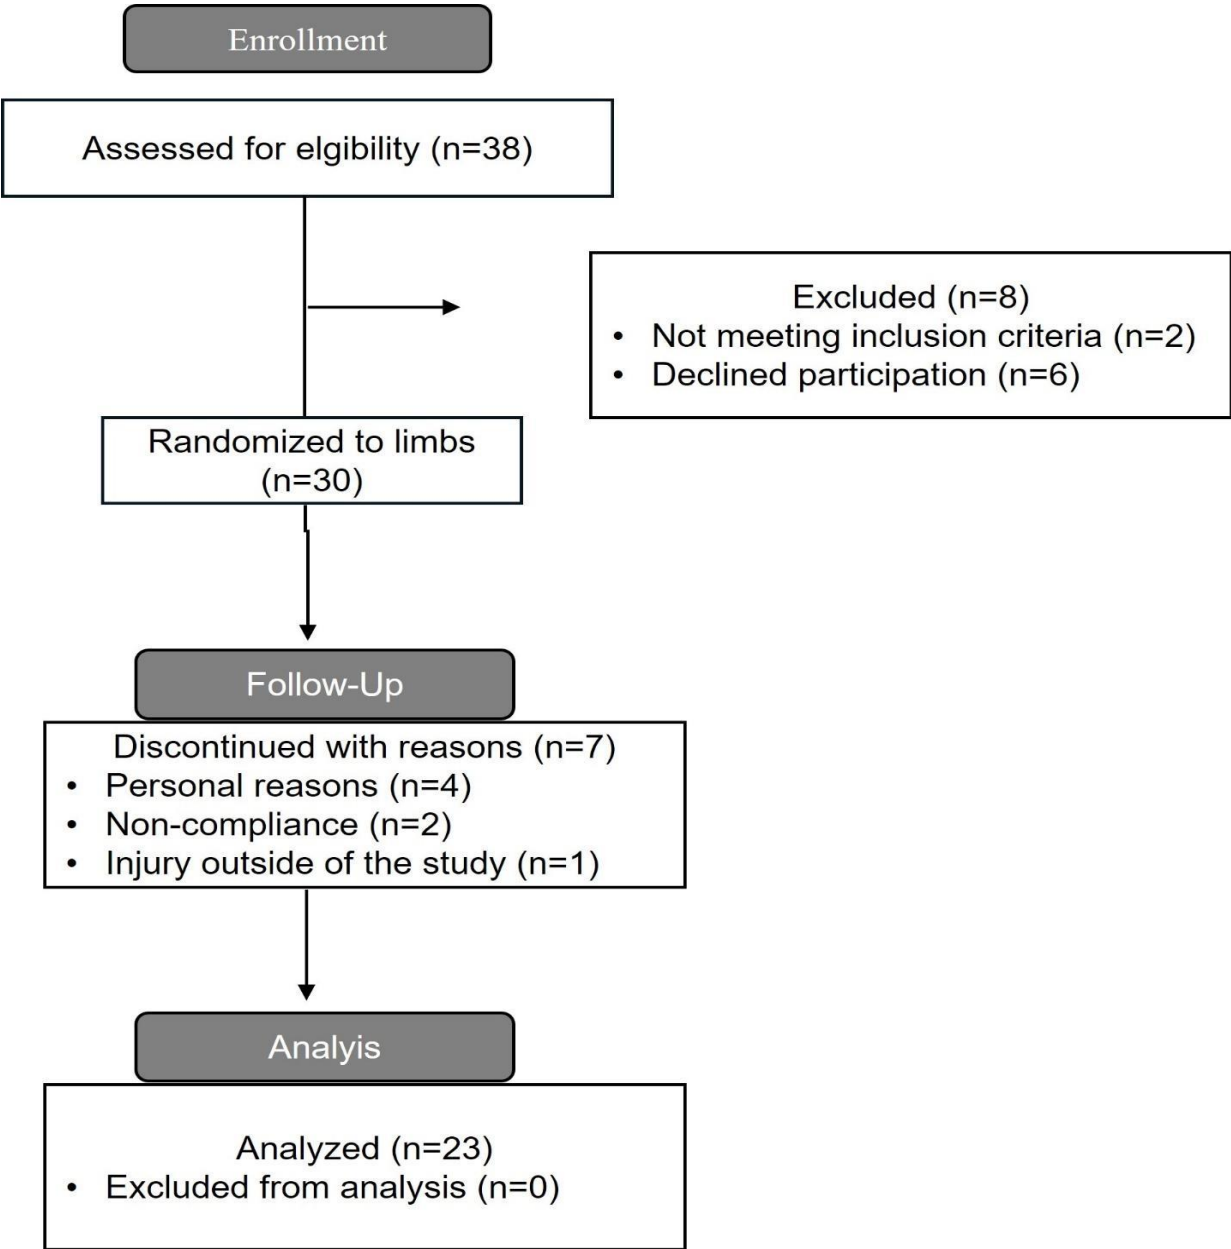 Enrollment
Assessed for elgibility (n=38)
Excluded (n=8)
• Not meeting inclusion criteria (n=2)
• Declined participation (n=6)
Randomized to limbs
(n=30)
Follow-Up
Discontinued with reasons (n=7)
• Personal reasons (n=4)
• Non-compliance (n=2)
• Injury outside of the study (n=1)
Analyis
Analyzed (n=23)
• Excluded from analysis (n=0)